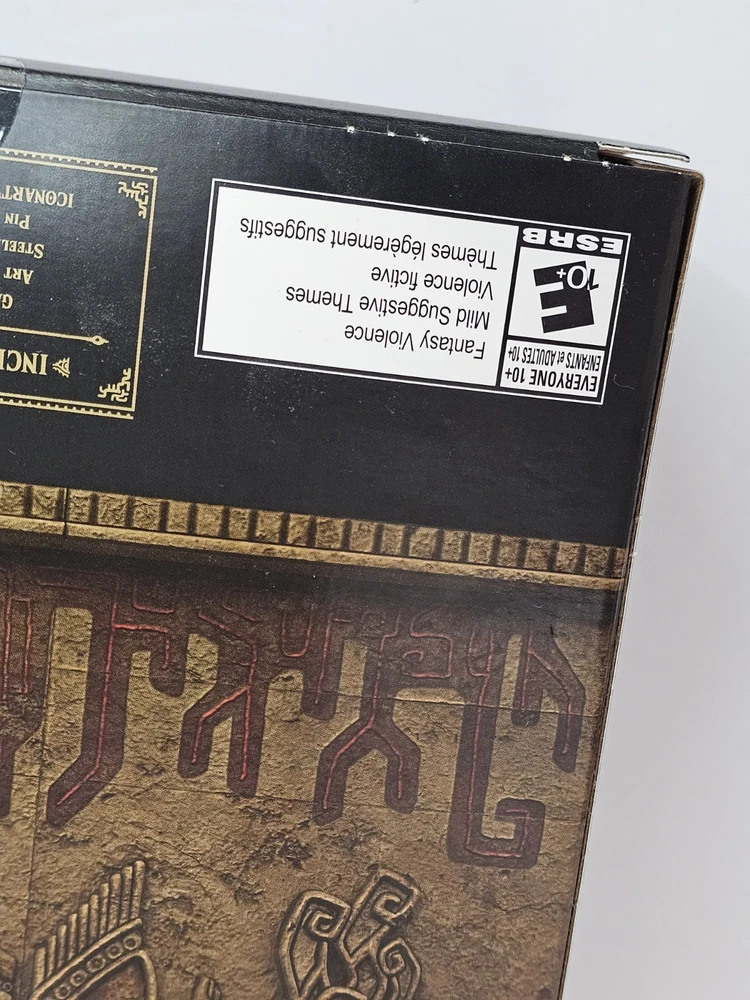 EVERYONE 10+
ENFANTS et ADULTES 10+
E 10+
ESRB
Fantasy Violence
Mild Suggestive Themes
Violence fictive
Thèmes légèrement suggestifs
ART
PIN